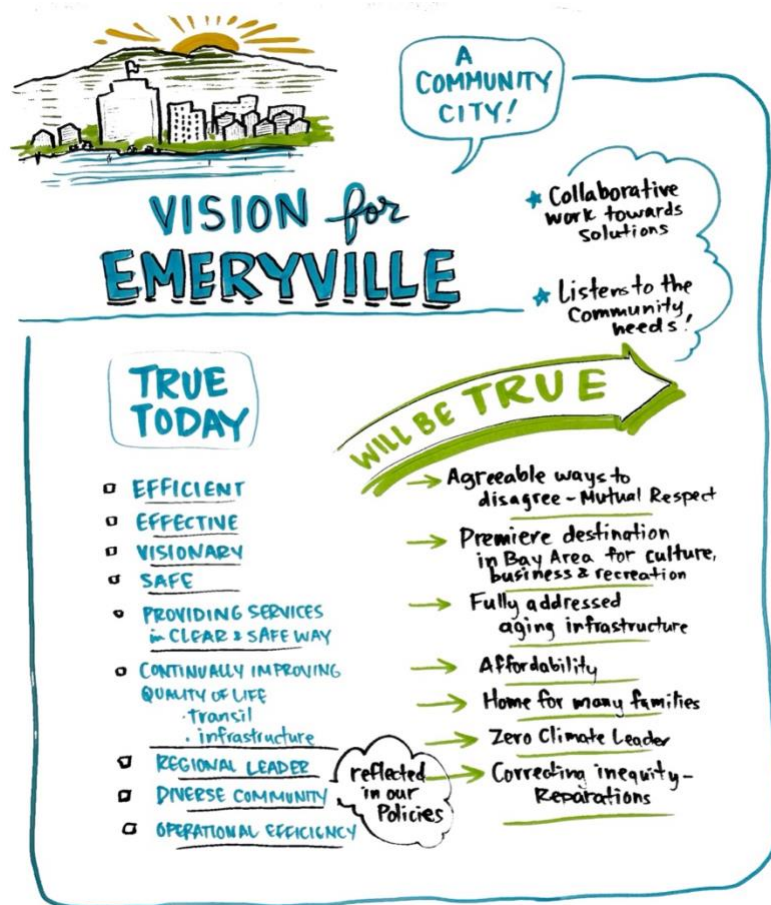 A
COMMUNITY
CITY!
VISION for
EMERYVILLE
★ Collaborative
work towards
solutions
★ Listens to the
Community
needs!
TRUE
TODAY
EFFICIENT
EFFECTIVE
VISIONARY
SAFE
PROVIDING SERVICES
in CLEAR & SAFE WAY
CONTINUALLY IMPROVING
QUALITY OF LIFE
· transit
· infrastructure
REGIONAL LEADER
DIVERSE COMMUNITY
OPERATIONAL EFFICIENCY
reflected
in our
Policies
WILL BE TRUE
→ Agreeable ways to
disagree - Mutual Respect
→ Premiere destination
in Bay Area for culture,
business & recreation
→ Fully addressed
aging infrastructure
→ Affordability
→ Home for many families
→ Zero Climate Leader
→ Correcting inequity -
Reparations